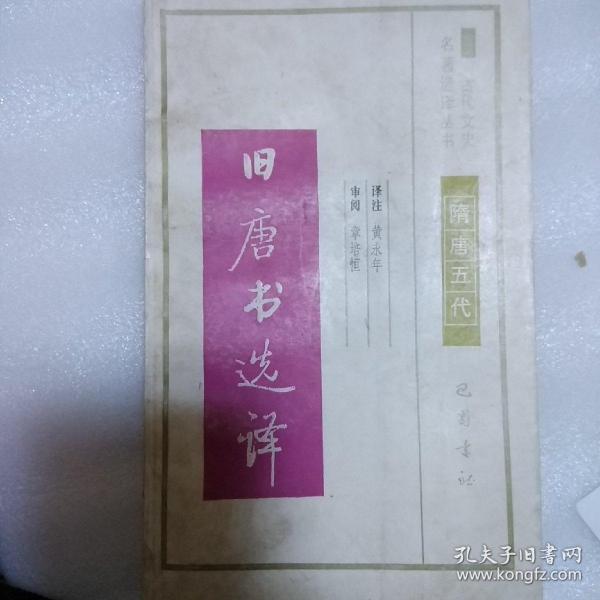 古代文史
名著选译丛书
隋唐五代
巴蜀书社
译注 黄永年
审阅 章培恒
旧唐书选译
孔夫子旧书网
www.kongfz.com